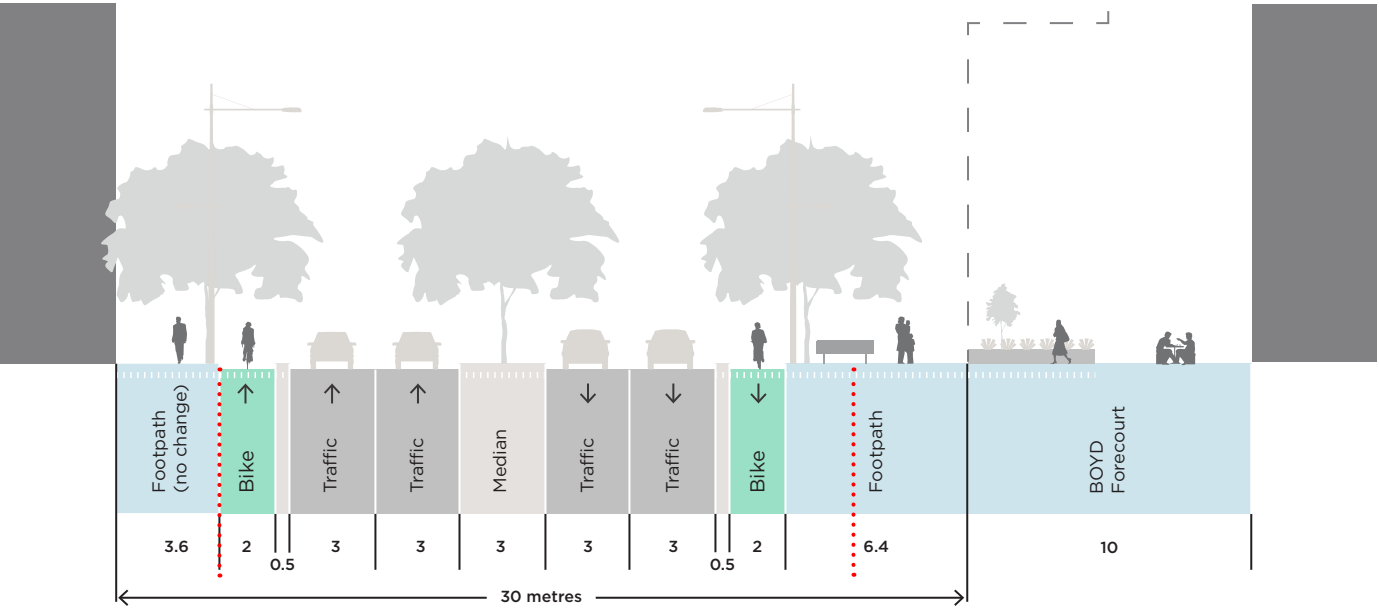 Footpath
(no change)
Bike
Traffic
Traffic
Median
Traffic
Traffic
Bike
Footpath
BOYD
Forecourt
3.6
2
0.5
3
3
3
3
3
0.5
2
6.4
10
30 metres